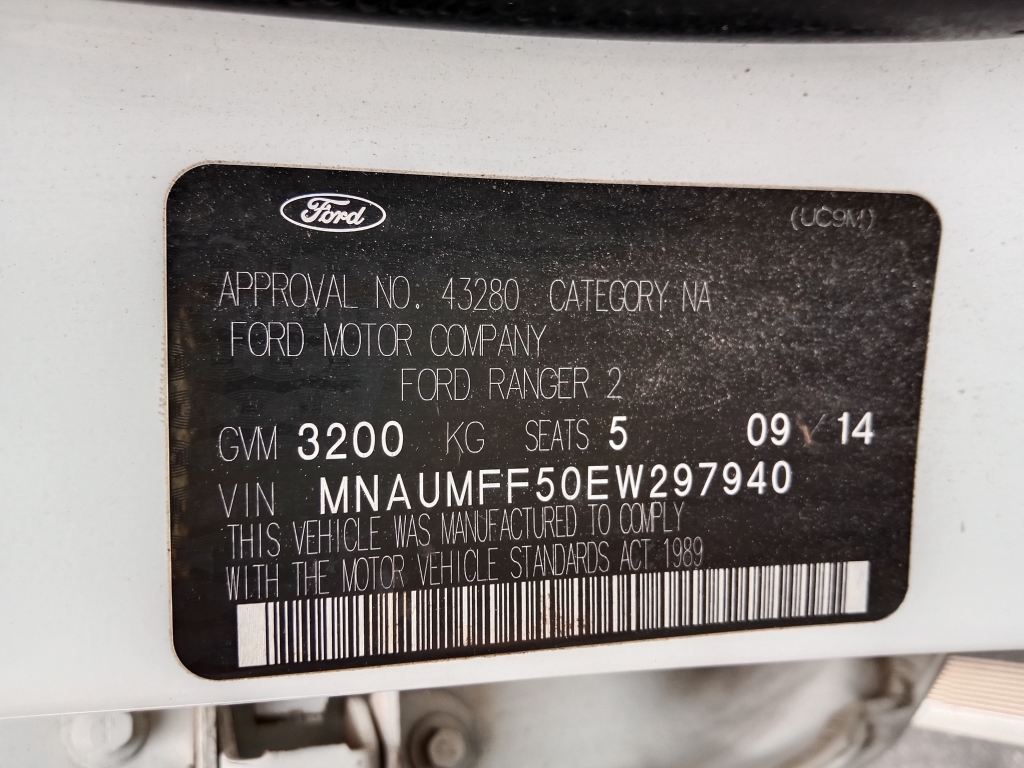 Ford
(UC9M)
APPROVAL NO. 43280 CATEGORY NA
FORD MOTOR COMPANY
FORD RANGER 2
GVM 3200 KG SEATS 5 09 / 14
VIN MNAUMFF50EW297940
THIS VEHICLE WAS MANUFACTURED TO COMPLY
WITH THE MOTOR VEHICLE STANDARDS ACT 1989